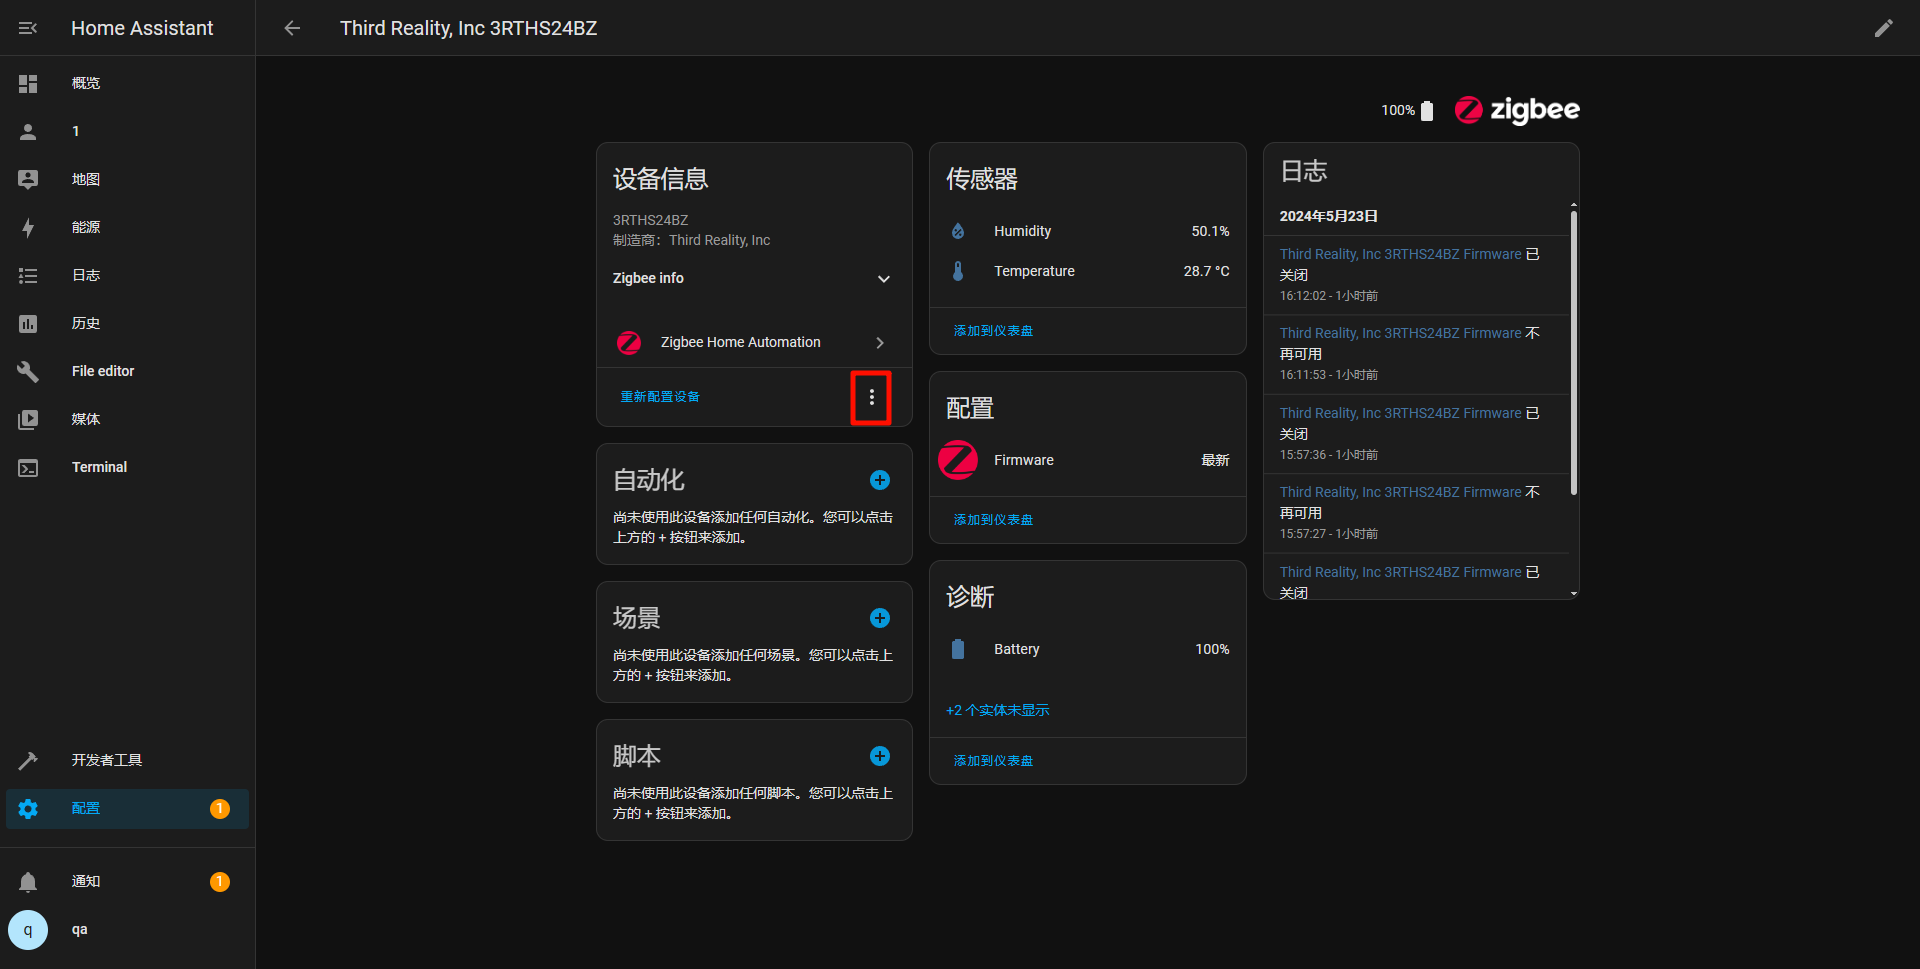 Home Assistant
概览
1
地图
能源
日志
历史
File editor
媒体
Terminal
开发者工具
配置 1
通知 1
q qa
Third Reality, Inc 3RTHS24BZ
100% zigbee
设备信息
3RTHS24BZ
制造商：Third Reality, Inc
Zigbee info
Zigbee Home Automation
重新配置设备
自动化
尚未使用此设备添加任何自动化。您可以点击
上方的 + 按钮来添加。
场景
尚未使用此设备添加任何场景。您可以点击上
方的 + 按钮来添加。
脚本
尚未使用此设备添加任何脚本。您可以点击上
方的 + 按钮来添加。
传感器
Humidity 50.1%
Temperature 28.7 °C
添加到仪表盘
配置
Firmware 最新
添加到仪表盘
诊断
Battery 100%
+2 个实体未显示
添加到仪表盘
日志
2024年5月23日
Third Reality, Inc 3RTHS24BZ Firmware 已
关闭
16:12:02 - 1小时前
Third Reality, Inc 3RTHS24BZ Firmware 不
再可用
16:11:53 - 1小时前
Third Reality, Inc 3RTHS24BZ Firmware 已
关闭
15:57:36 - 1小时前
Third Reality, Inc 3RTHS24BZ Firmware 不
再可用
15:57:27 - 1小时前
Third Reality, Inc 3RTHS24BZ Firmware 已
关闭